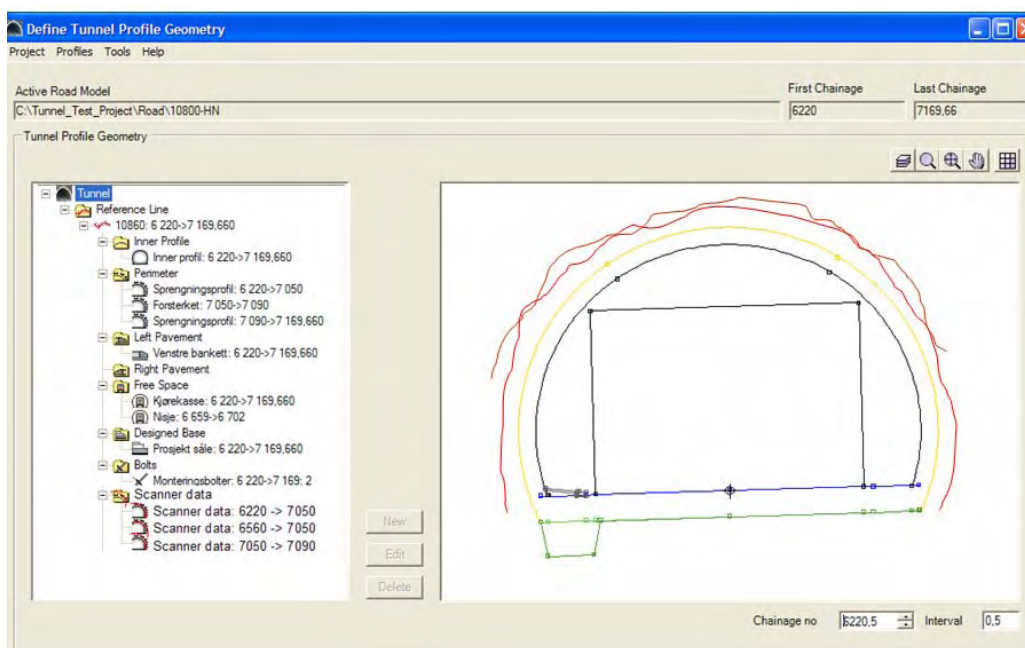 Define Tunnel Profile Geometry
Project Profiles Tools Help
Active Road Model
First Chainage
Last Chainage
C:\Tunnel_Test_Project\Road\10800-HN
6220
7169,66
Tunnel Profile Geometry
Tunnel
Reference Line
10860: 6 220->7 169,660
Inner Profile
Inner profil: 6 220->7 169,660
Perimeter
Sprengningsprofil: 6 220->7 050
Forsterket: 7 050->7 090
Sprengningsprofil: 7 090->7 169,660
Left Pavement
Venstre bankett: 6 220->7 169,660
Right Pavement
Free Space
Kjørekasse: 6 220->7 169,660
Nisje: 6 659->6 702
Designed Base
Prosjekt såle: 6 220->7 169,660
Bolts
Monteringsbolter: 6 220->7 169: 2
Scanner data
Scanner data: 6220 -> 7050
Scanner data: 6560 -> 7050
Scanner data: 7050 -> 7090
New
Edit
Delete
Chainage no 6220,5 Interval 0,5